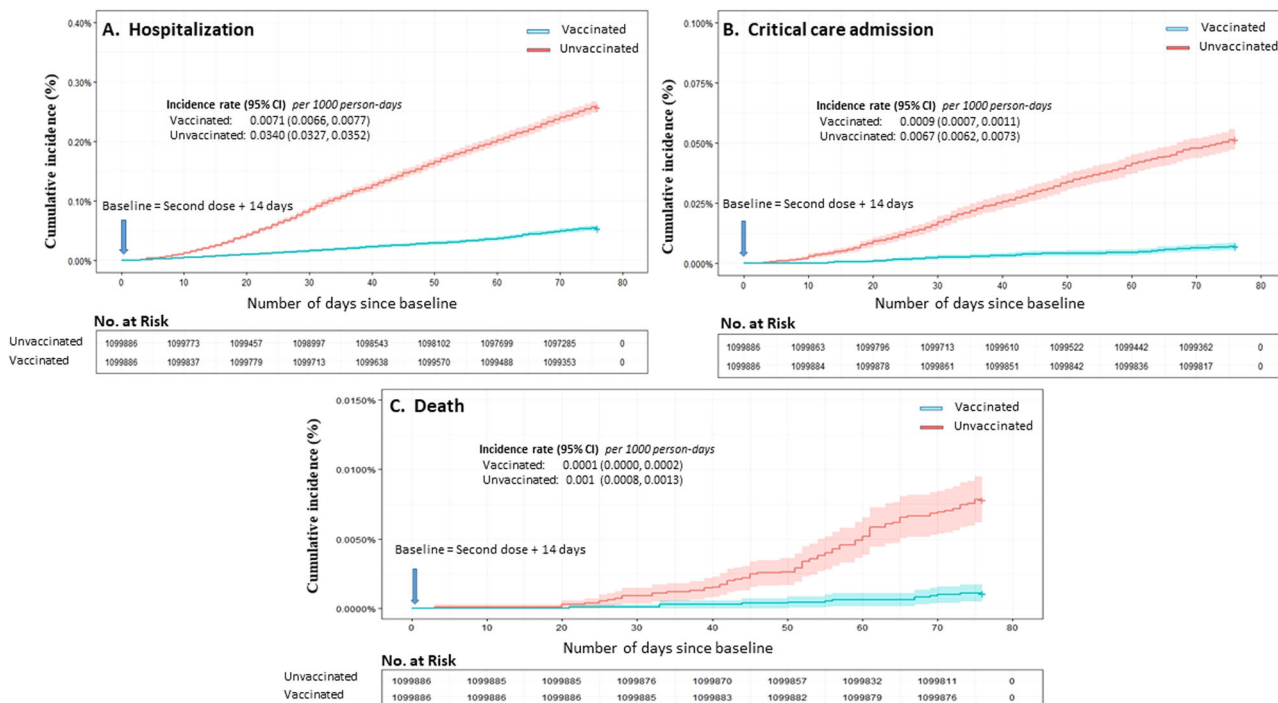 A. Hospitalization
Vaccinated
Unvaccinated
Cumulative incidence (%)
0.40%
0.30%
0.20%
0.10%
0.00%
Incidence rate (95% CI) per 1000 person-days
Vaccinated: 0.0071 (0.0066, 0.0077)
Unvaccinated: 0.0340 (0.0327, 0.0352)
Baseline = Second dose + 14 days
0 10 20 30 40 50 60 70 80
Number of days since baseline
No. at Risk
Unvaccinated 1099886 1099773 1099457 1098997 1098543 1098102 1097699 1097285 0
Vaccinated 1099886 1099837 1099779 1099713 1099638 1099570 1099488 1099353 0
B. Critical care admission
Vaccinated
Unvaccinated
Cumulative incidence (%)
0.100%
0.075%
0.050%
0.025%
0.000%
Incidence rate (95% CI) per 1000 person-days
Vaccinated: 0.0009 (0.0007, 0.0011)
Unvaccinated: 0.0067 (0.0062, 0.0073)
Baseline = Second dose + 14 days
0 10 20 30 40 50 60 70 80
Number of days since baseline
No. at Risk
1099886 1099863 1099796 1099713 1099610 1099522 1099442 1099362 0
1099886 1099884 1099878 1099861 1099851 1099842 1099836 1099817 0
C. Death
Vaccinated
Unvaccinated
Cumulative incidence (%)
0.0150%
0.0100%
0.0050%
0.0000%
Incidence rate (95% CI) per 1000 person-days
Vaccinated: 0.0001 (0.0000, 0.0002)
Unvaccinated: 0.001 (0.0008, 0.0013)
Baseline = Second dose + 14 days
0 10 20 30 40 50 60 70 80
Number of days since baseline
No. at Risk
Unvaccinated 1099886 1099885 1099885 1099876 1099870 1099857 1099832 1099811 0
Vaccinated 1099886 1099886 1099886 1099885 1099883 1099882 1099879 1099876 0